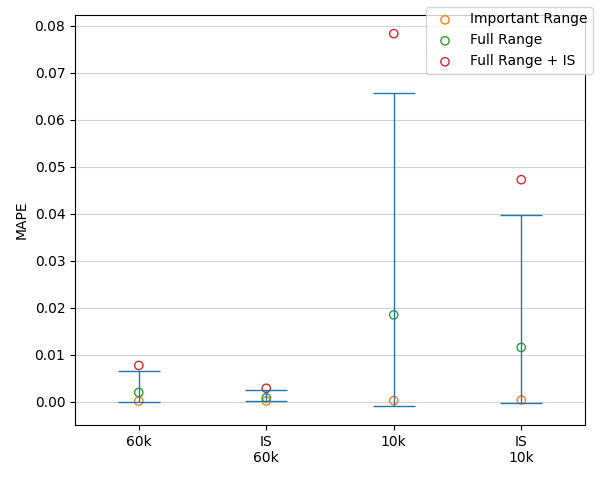 0.08
0.07
0.06
0.05
0.04
0.03
0.02
0.01
0.00
MAPE
Important Range
Full Range
Full Range + IS
60k
IS
60k
10k
IS
10k